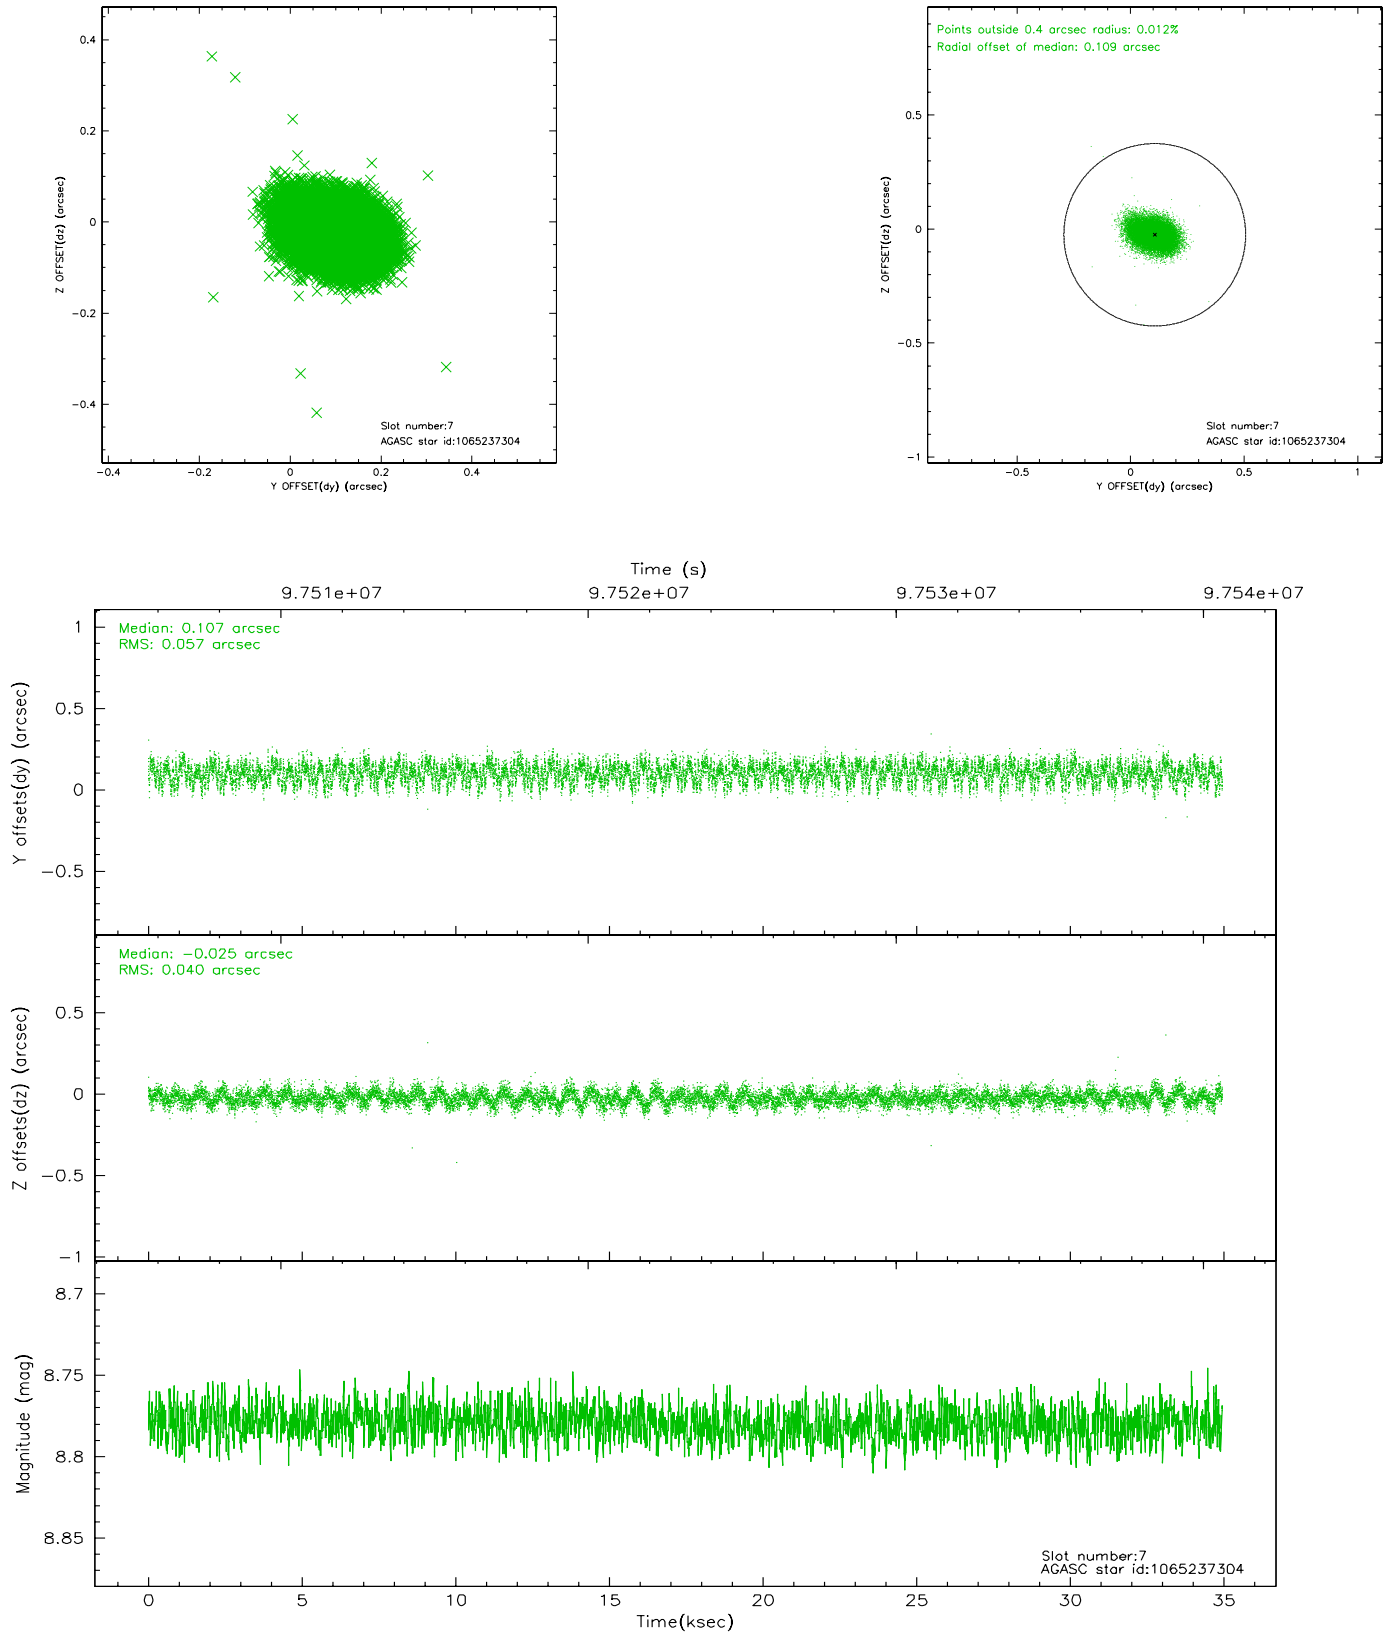 0.4
0.2
0
−0.2
−0.4
Z OFFSET(dz) (arcsec)
Slot number:7
AGASC star id:1065237304
−0.4 −0.2 0 0.2 0.4
Y OFFSET(dy) (arcsec)
Points outside 0.4 arcsec radius: 0.012%
Radial offset of median: 0.109 arcsec
0.5
0
−0.5
−1
Z OFFSET(dz) (arcsec)
Slot number:7
AGASC star id:1065237304
−0.5 0 0.5 1
Y OFFSET(dy) (arcsec)
Time (s)
9.751e+07 9.752e+07 9.753e+07 9.754e+07
Median: 0.107 arcsec
RMS: 0.057 arcsec
1
0.5
0
−0.5
Y offsets(dy) (arcsec)
Median: −0.025 arcsec
RMS: 0.040 arcsec
0.5
0
−0.5
−1
Z offsets(dz) (arcsec)
8.7
8.75
8.8
8.85
Magnitude (mag)
Slot number:7
AGASC star id:1065237304
0 5 10 15 20 25 30 35
Time(ksec)